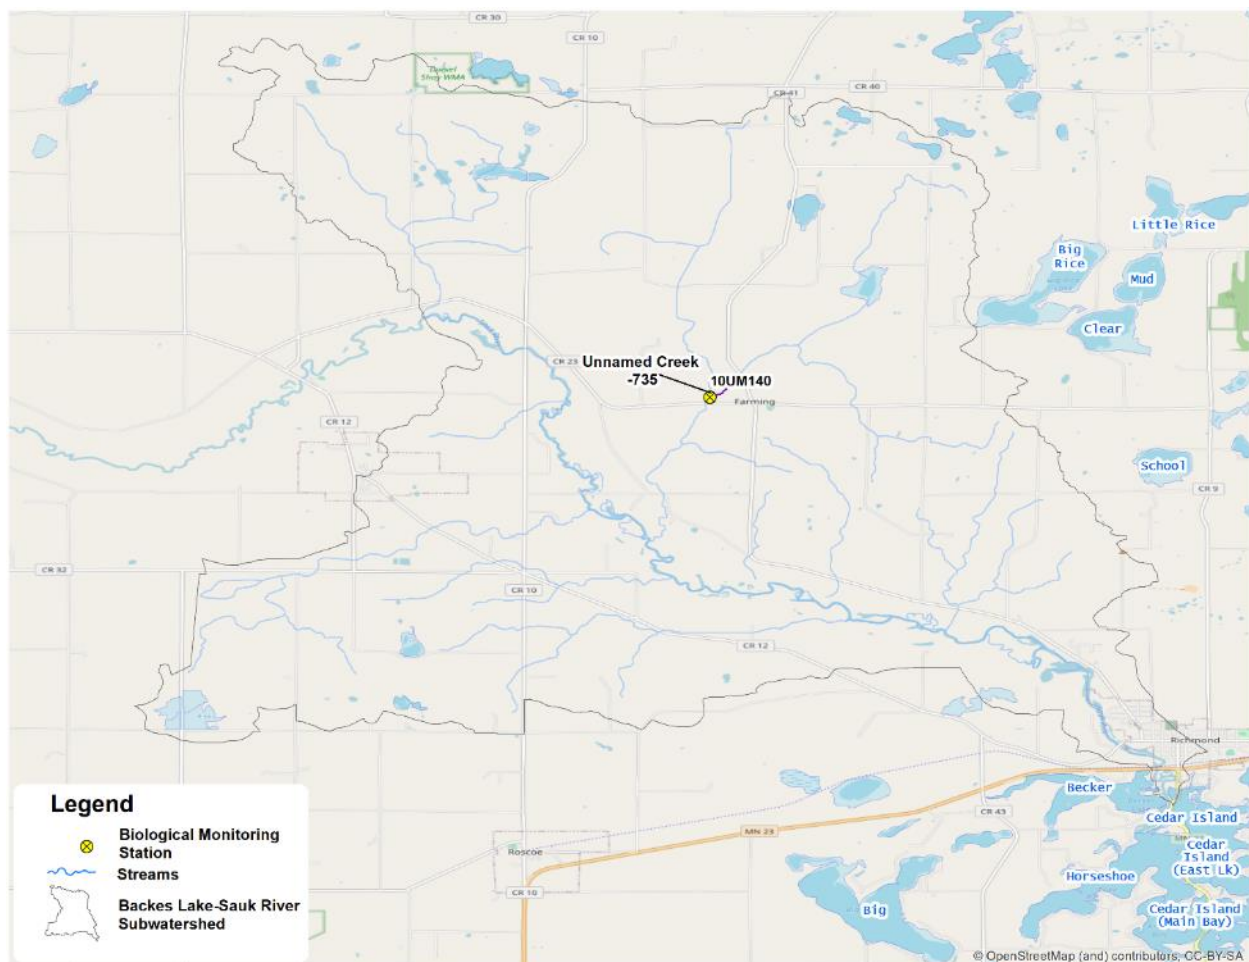 CR 30
CR 10
CR 41
CR 40
Little Rice
Big
Rice
Mud
Clear
CR 23
Unnamed Creek
-735
10UM140
Farming
CR 12
School
CR 9
CR 32
CR 10
CR 12
Richmond
Becker
CR 43
Cedar Island
MN 23
Cedar
Island
(East Lk)
Roscoe
Horseshoe
CR 10
Big
Cedar Island
(Main Bay)
Legend
Biological Monitoring
Station
Streams
Backes Lake-Sauk River
Subwatershed
© OpenStreetMap (and) contributors, CC-BY-SA